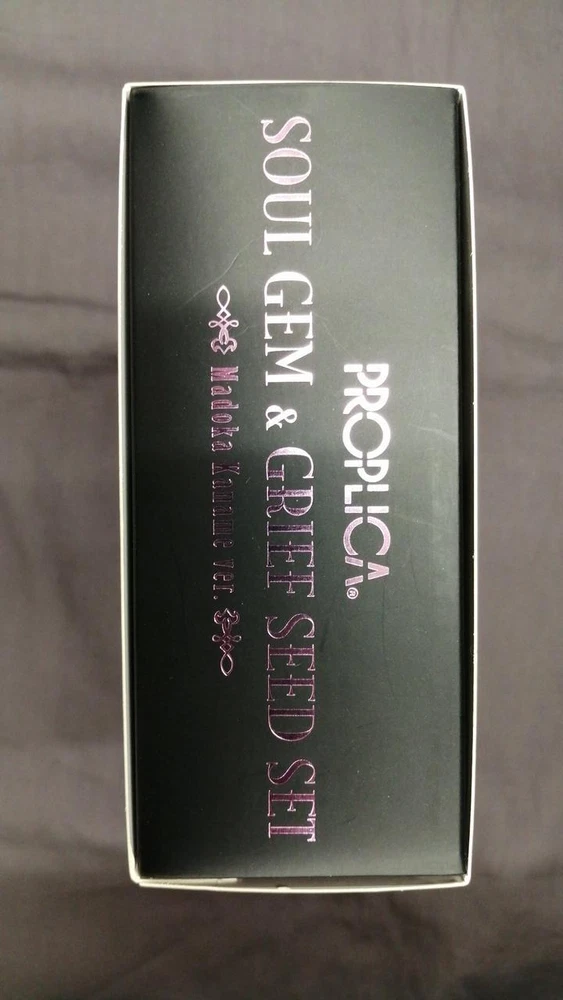 PROPLICA®
SOUL GEM & GRIEF SEED SET
Madoka Kaname ver.